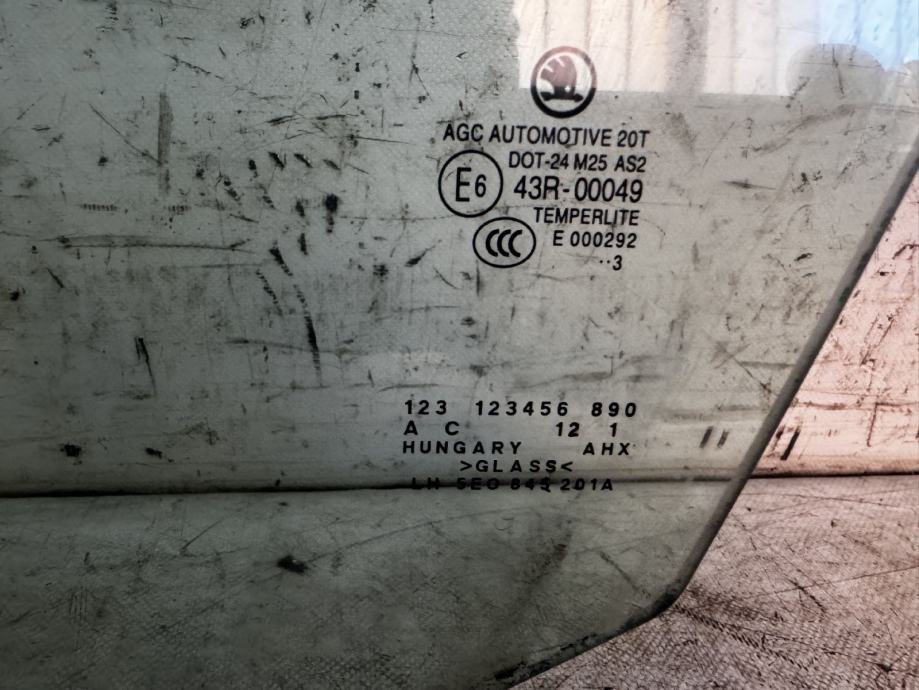 AGC AUTOMOTIVE 20T
DOT-24 M25 AS2
E6 43R-00049
TEMPERLITE
CCC E 000292
··3
123 123456 890
A C 12 1
HUNGARY AHX
>GLASS<
LH 5E0 845 201A